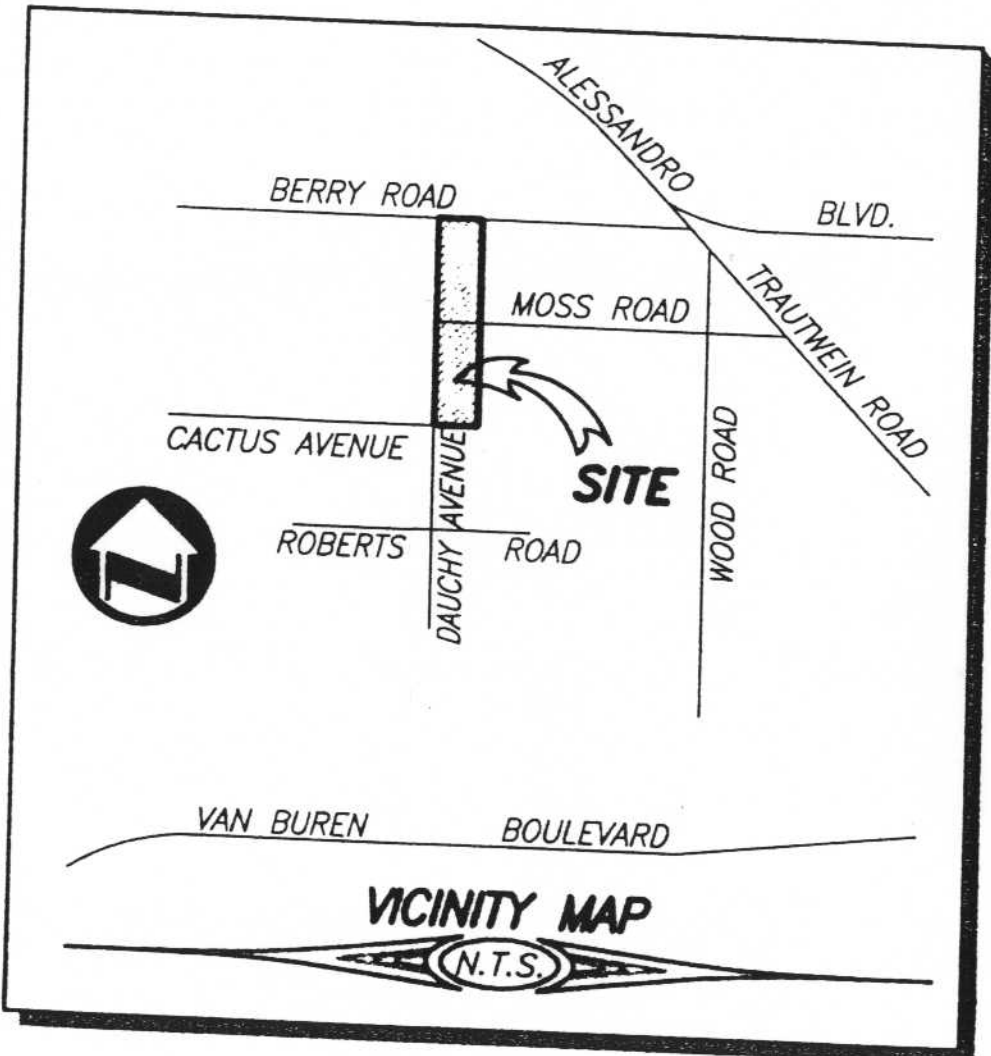 ALESSANDRO
BLVD.
BERRY ROAD
TRAUTWEIN ROAD
MOSS ROAD
CACTUS AVENUE
DAUCHY AVENUE
SITE
WOOD ROAD
ROBERTS ROAD
N
VAN BUREN BOULEVARD
VICINITY MAP
N.T.S.